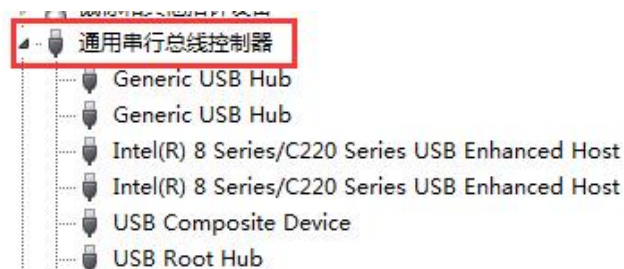 通用串行总线控制器
Generic USB Hub
Generic USB Hub
Intel(R) 8 Series/C220 Series USB Enhanced Host
Intel(R) 8 Series/C220 Series USB Enhanced Host
USB Composite Device
USB Root Hub